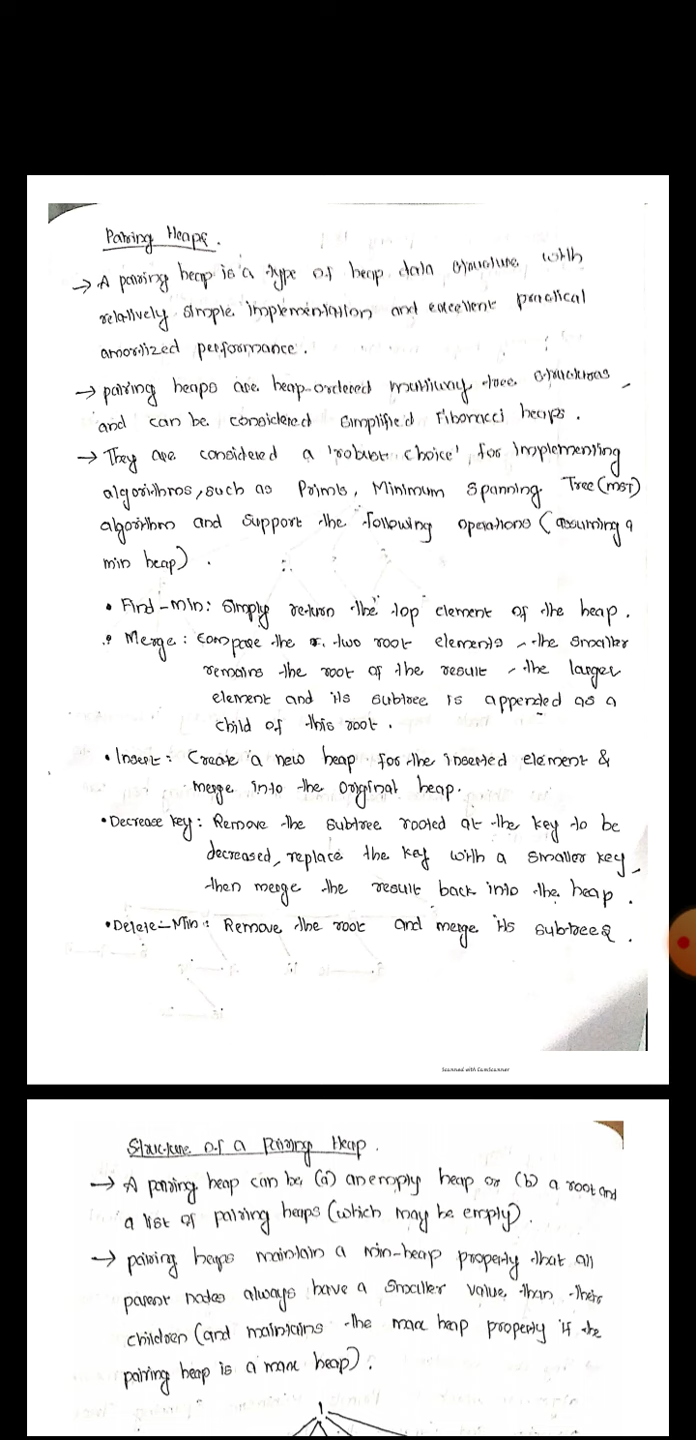 Pairing Heaps.
→ A pairing heap is a type of heap data structure with
relatively simple implementation and excellent practical
amortized performance.
→ pairing heaps are heap-ordered multiway tree structures,
and can be considered simplified Fibonacci heaps.
→ They are considered a 'robust choice' for implementing
algorithms, such as Prim's, Minimum Spanning Tree (MST)
algorithm and support the following operations (assuming a
min heap).
• Find-min: Simply return the top element of the heap.
• Merge: Compare the two root elements, the smaller
remains the root of the result, the larger
element and its subtree is appended as a
child of this root.
• Insert: Create a new heap for the inserted element &
merge into the original heap.
• Decrease key: Remove the subtree rooted at the key to be
decreased, replace the key with a smaller key,
then merge the result back into the heap.
• Delete-Min: Remove the root and merge its subtrees.
Scanned with CamScanner
Structure of a Pairing Heap.
→ A pairing heap can be (a) an empty heap or (b) a root and
a list of pairing heaps (which may be empty).
→ pairing heaps maintain a min-heap property that all
parent nodes always have a smaller value than their
children (and maintains the max heap property if the
pairing heap is a max heap).
1